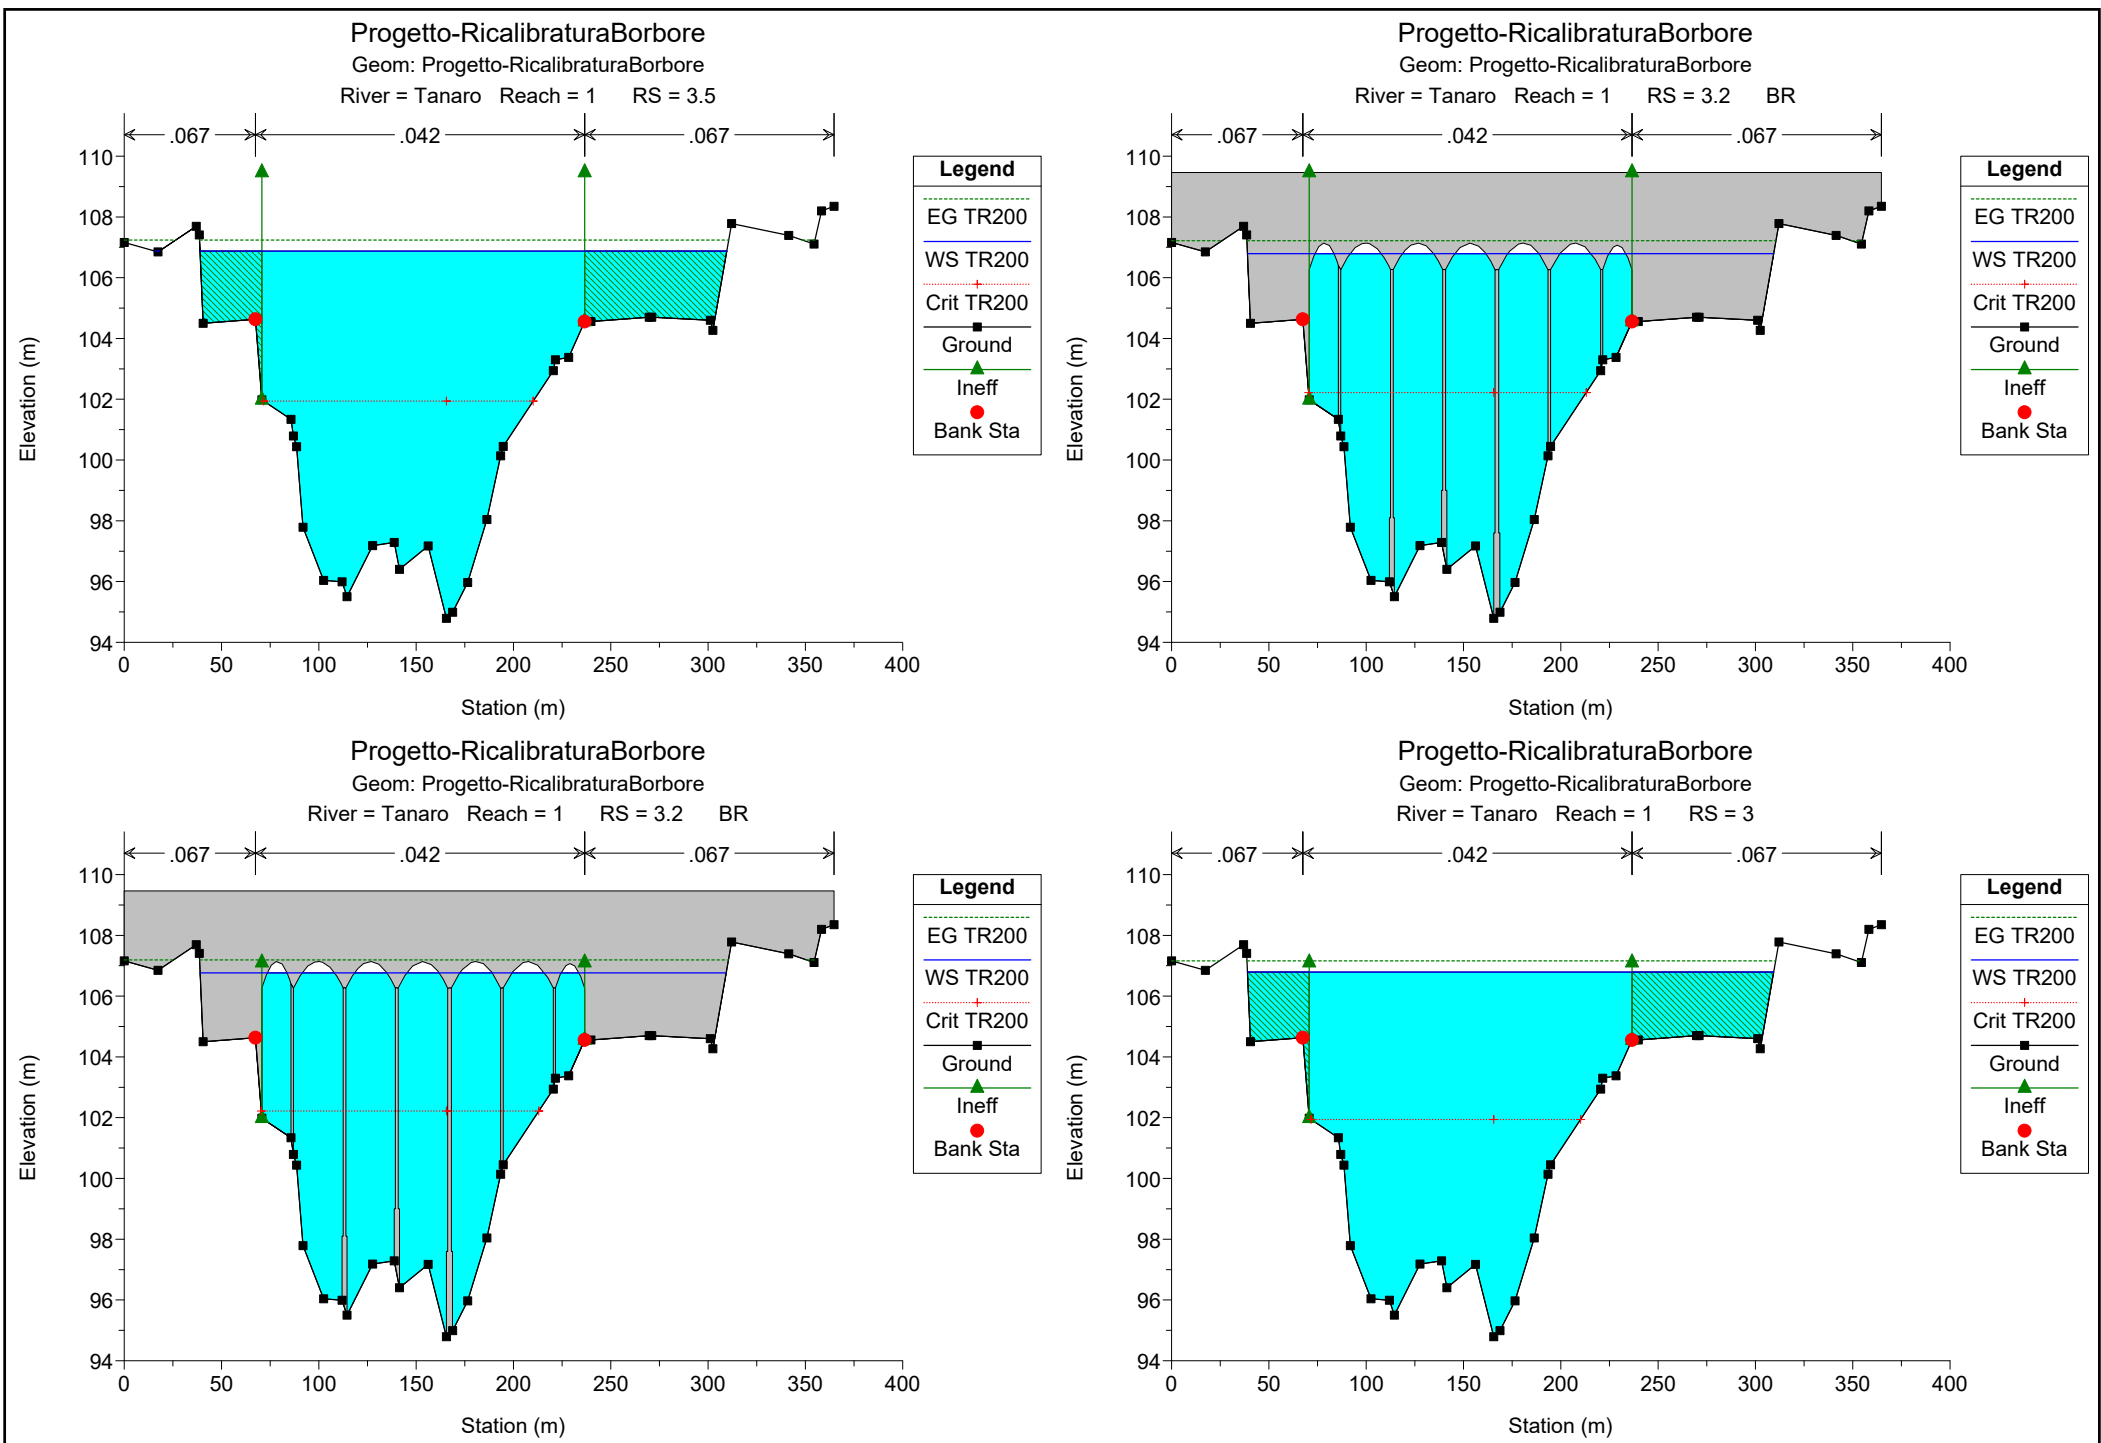 Progetto-RicalibraturaBorbore
Geom: Progetto-RicalibraturaBorbore
River = Tanaro Reach = 1 RS = 3.5
.067 .042 .067
110
108
106
104
102
100
98
96
94
0 50 100 150 200 250 300 350 400
Elevation (m)
Station (m)
Legend
EG TR200
WS TR200
Crit TR200
Ground
Ineff
Bank Sta
Progetto-RicalibraturaBorbore
Geom: Progetto-RicalibraturaBorbore
River = Tanaro Reach = 1 RS = 3.2 BR
.067 .042 .067
110
108
106
104
102
100
98
96
94
0 50 100 150 200 250 300 350 400
Elevation (m)
Station (m)
Legend
EG TR200
WS TR200
Crit TR200
Ground
Ineff
Bank Sta
Progetto-RicalibraturaBorbore
Geom: Progetto-RicalibraturaBorbore
River = Tanaro Reach = 1 RS = 3.2 BR
.067 .042 .067
110
108
106
104
102
100
98
96
94
0 50 100 150 200 250 300 350 400
Elevation (m)
Station (m)
Legend
EG TR200
WS TR200
Crit TR200
Ground
Ineff
Bank Sta
Progetto-RicalibraturaBorbore
Geom: Progetto-RicalibraturaBorbore
River = Tanaro Reach = 1 RS = 3
.067 .042 .067
110
108
106
104
102
100
98
96
94
0 50 100 150 200 250 300 350 400
Elevation (m)
Station (m)
Legend
EG TR200
WS TR200
Crit TR200
Ground
Ineff
Bank Sta